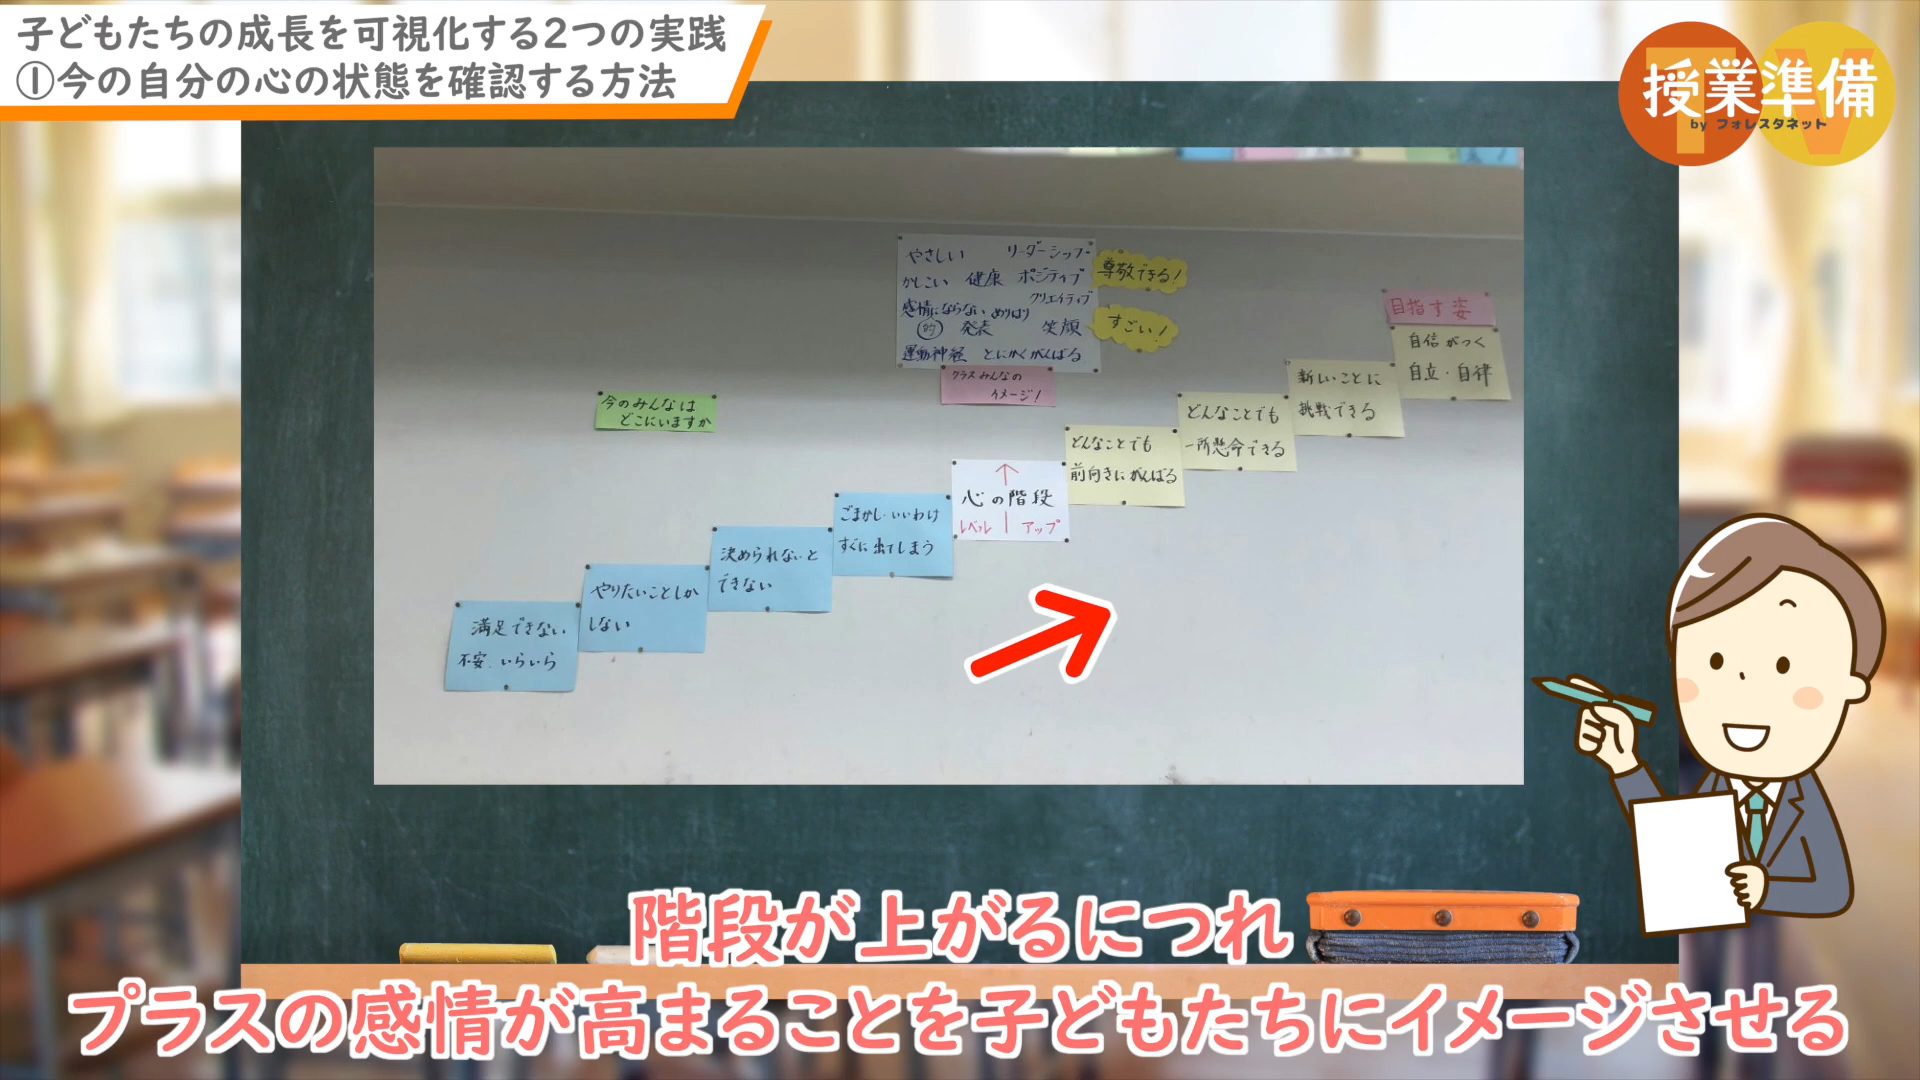 子どもたちの成長を可視化する2つの実践
①今の自分の心の状態を確認する方法
授業準備
TV
by フォレスタネット
やさしい リーダーシップ
かしこい 健康 ポジティブ
クリエイティブ
感情にならない めりはり
的 発表 笑顔
運動神経 とにかくがんばる
尊敬できる!
すごい!
クラスみんなの
イメージ!
今のみんなは
どこにいますか
目指す姿
自信がつく
自立・自律
新しいことに
挑戦できる
どんなことでも
一所懸命できる
どんなことでも
前向きにがんばる
心の階段
レベル アップ
ごまかし・いいわけ
すぐに出てしまう
決められないと
できない
やりたいことしか
しない
満足できない
不安・いらいら
階段が上がるにつれ
プラスの感情が高まることを子どもたちにイメージさせる